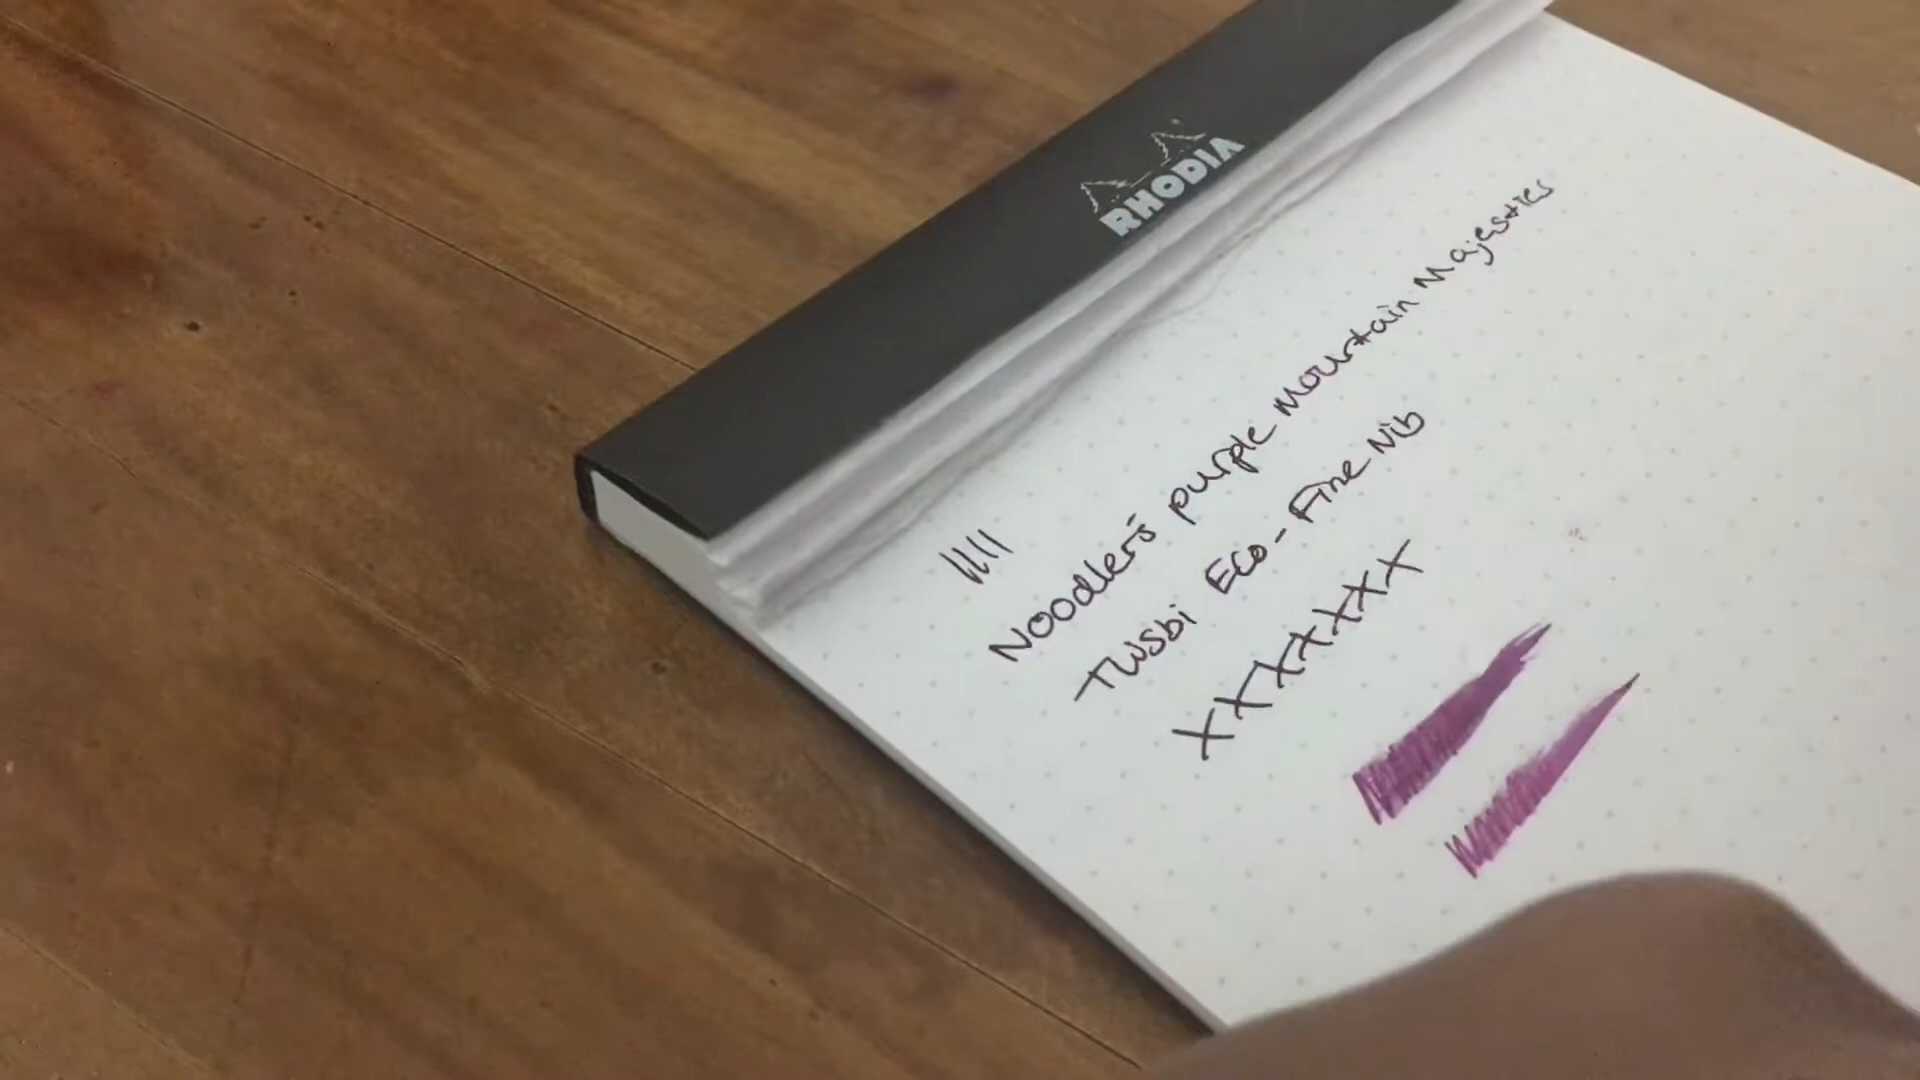 RHODIA
Noodler's purple Mountain Majesties
TWSbi Eco - Fine Nib
XXXXXXX